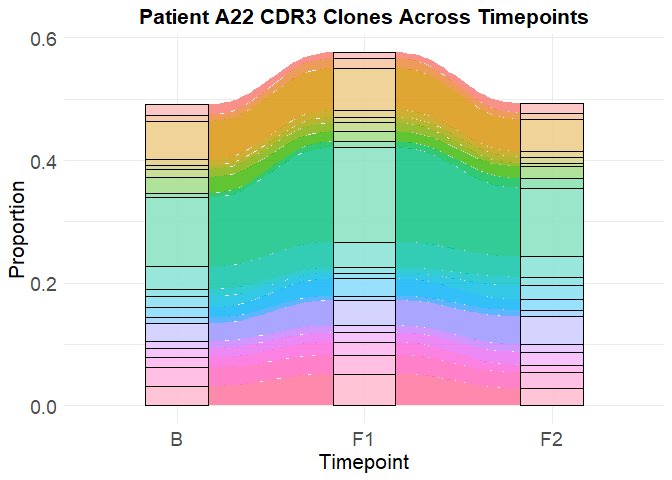 Patient A22 CDR3 Clones Across Timepoints
0.6
0.4
0.2
0.0
Proportion
B F1 F2
Timepoint